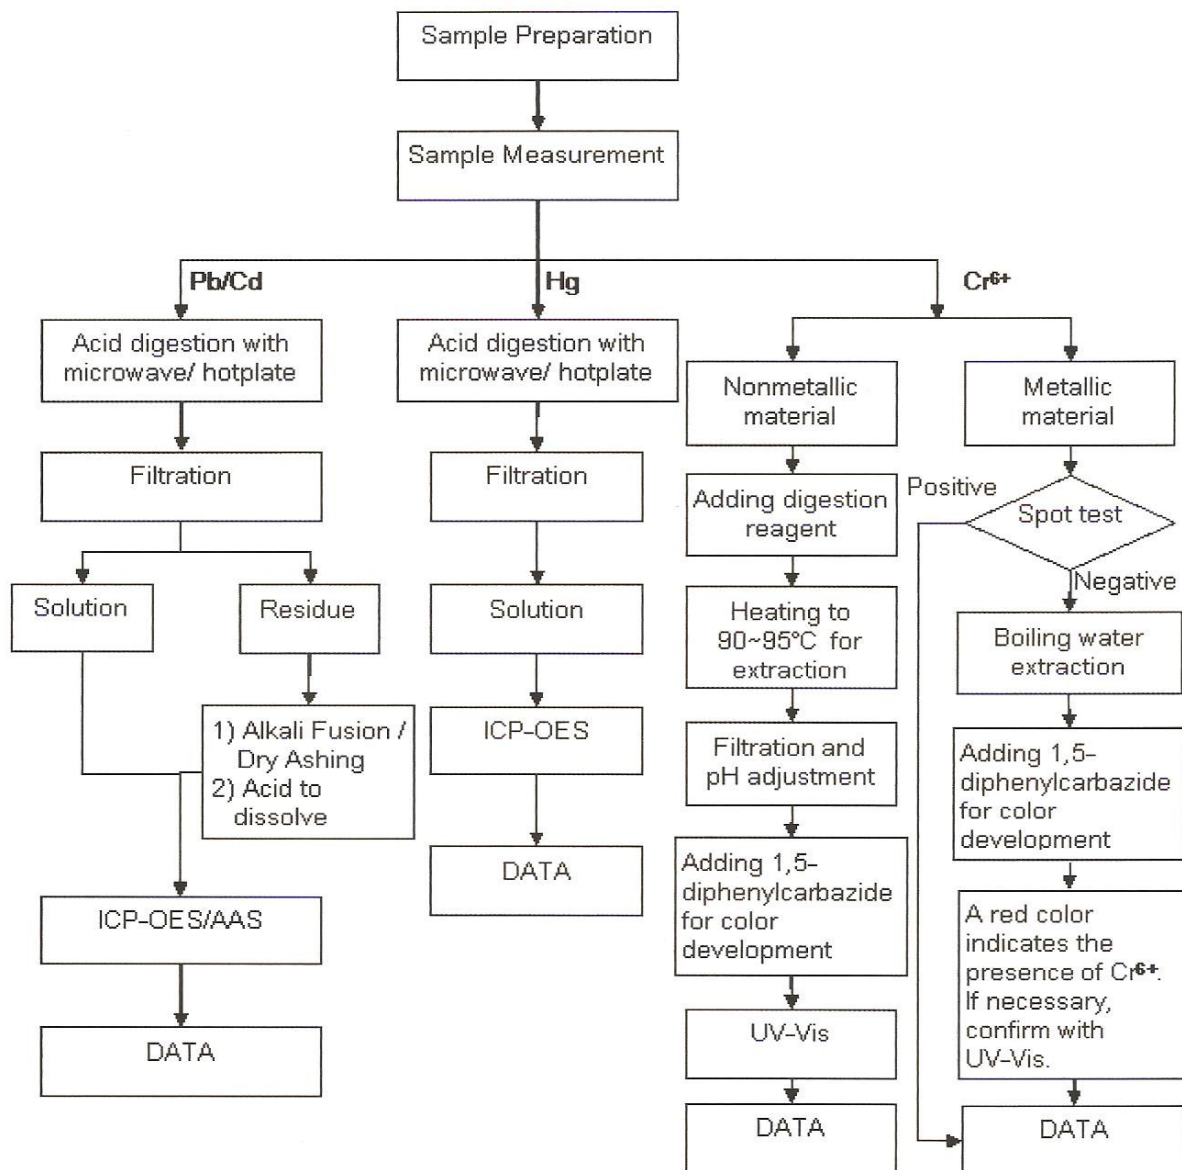 Sample Preparation
Sample Measurement
Pb/Cd
Hg
Cr⁶⁺
Acid digestion with
microwave/ hotplate
Filtration
Solution
Residue
1) Alkali Fusion /
Dry Ashing
2) Acid to
dissolve
ICP-OES/AAS
DATA
Acid digestion with
microwave/ hotplate
Filtration
Solution
ICP-OES
DATA
Nonmetallic
material
Adding digestion
reagent
Heating to
90~95°C for
extraction
Filtration and
pH adjustment
Adding 1,5-
diphenylcarbazide
for color
development
UV-Vis
DATA
Metallic
material
Spot test
Positive
Negative
Boiling water
extraction
Adding 1,5-
diphenylcarbazide
for color
development
A red color
indicates the
presence of Cr⁶⁺.
If necessary,
confirm with
UV-Vis.
DATA